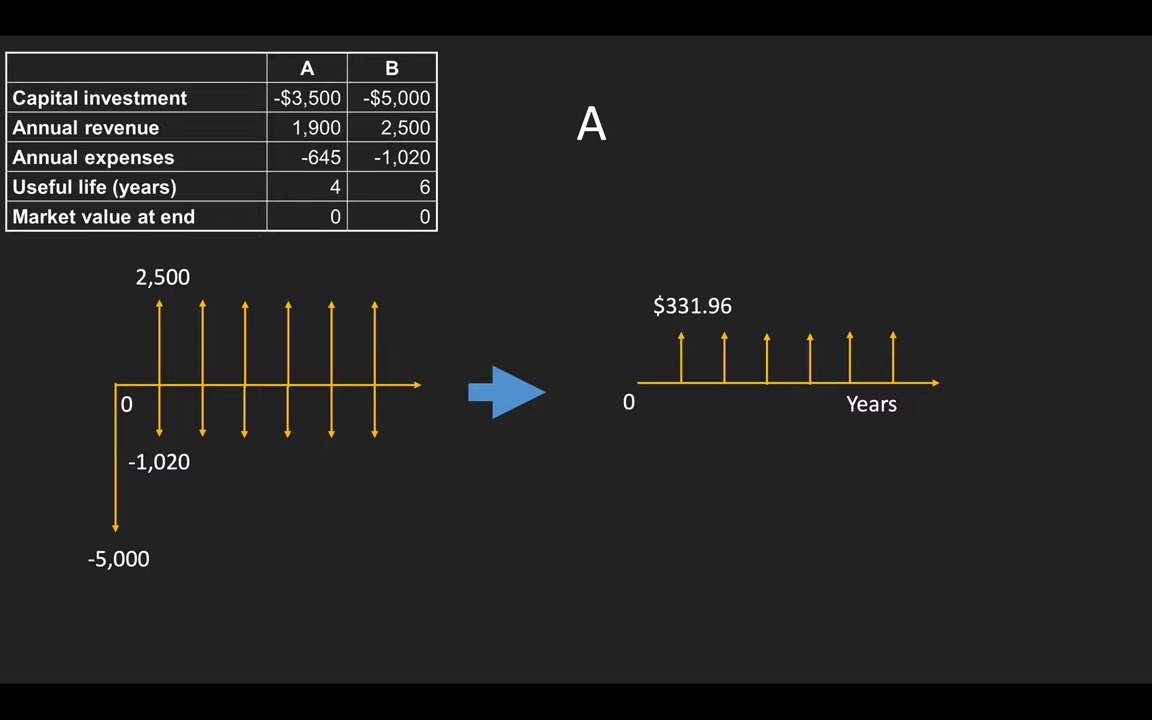 A B
Capital investment -$3,500 -$5,000
Annual revenue 1,900 2,500
Annual expenses -645 -1,020
Useful life (years) 4 6
Market value at end 0 0
A
2,500
0
-1,020
-5,000
$331.96
0 Years